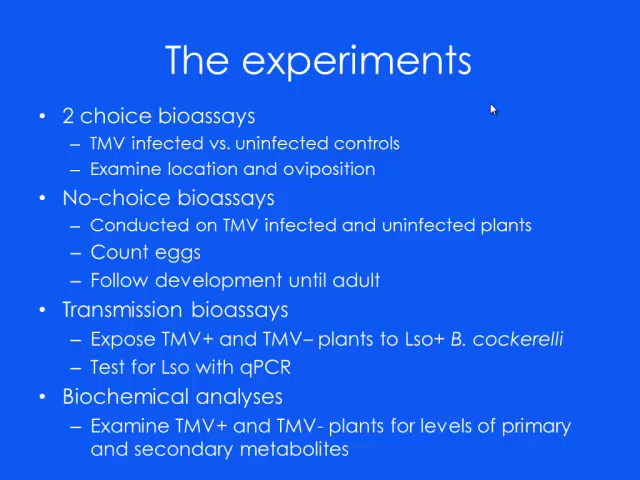 The experiments
• 2 choice bioassays
– TMV infected vs. uninfected controls
– Examine location and oviposition
• No-choice bioassays
– Conducted on TMV infected and uninfected plants
– Count eggs
– Follow development until adult
• Transmission bioassays
– Expose TMV+ and TMV– plants to Lso+ B. cockerelli
– Test for Lso with qPCR
• Biochemical analyses
– Examine TMV+ and TMV- plants for levels of primary
and secondary metabolites